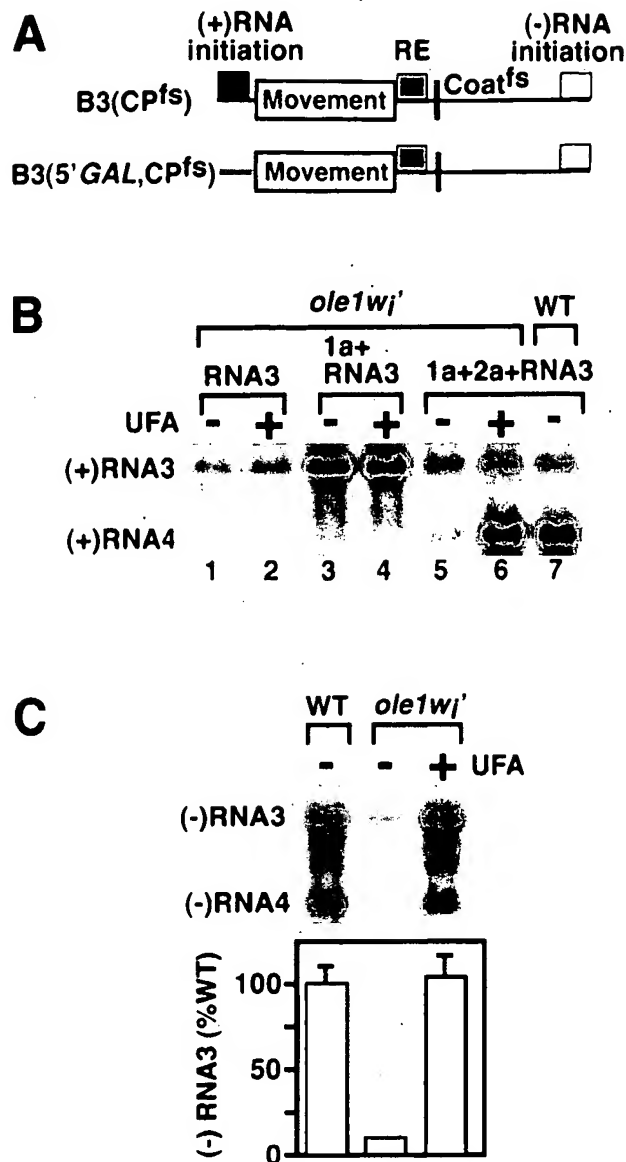 A
(+)RNA initiation
(-)RNA initiation
RE
B3(CPfs)
Movement
Coatfs
B3(5'GAL,CPfs)
Movement
B
ole1wi'
WT
RNA3
1a+
RNA3
1a+2a+RNA3
UFA - + - + - + -
(+)RNA3
(+)RNA4
1 2 3 4 5 6 7
C
WT
ole1wi'
- - + UFA
(-)RNA3
(-)RNA4
(-) RNA3 (%WT)
100
50
0